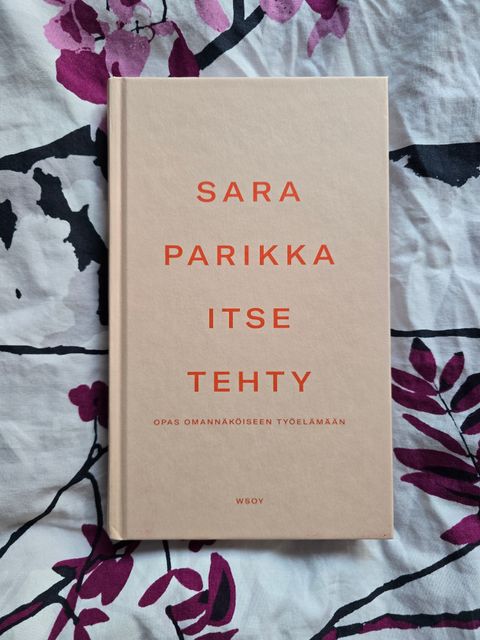 SARA
PARIKKA
ITSE
TEHTY
OPAS OMANNÄKÖISEEN TYÖELÄMÄÄN
WSOY